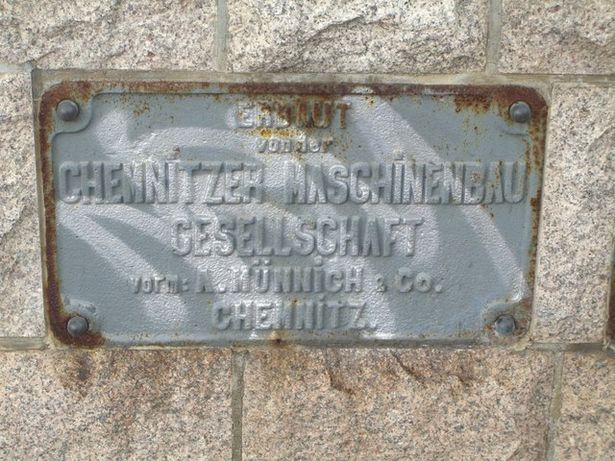 ERBAUT
von der
CHEMNITZER MASCHINENBAU
GESELLSCHAFT
vorm: A. MÜNNICH & Co.
CHEMNITZ.